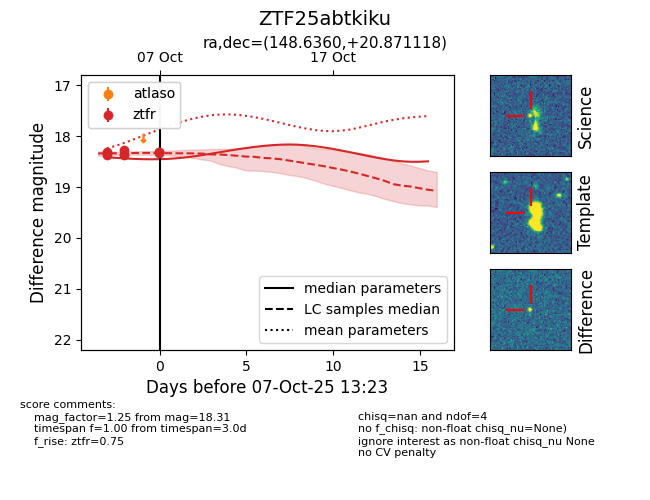 ZTF25abtkiku
ra,dec=(148.6360,+20.871118)
07 Oct
17 Oct
17
18
19
20
21
22
Difference magnitude
atlaso
ztfr
median parameters
LC samples median
mean parameters
0
5
10
15
Days before 07-Oct-25 13:23
Science
Template
Difference
score comments:
mag_factor=1.25 from mag=18.31
timespan f=1.00 from timespan=3.0d
f_rise: ztfr=0.75
chisq=nan and ndof=4
no f_chisq: non-float chisq_nu=None)
ignore interest as non-float chisq_nu None
no CV penalty